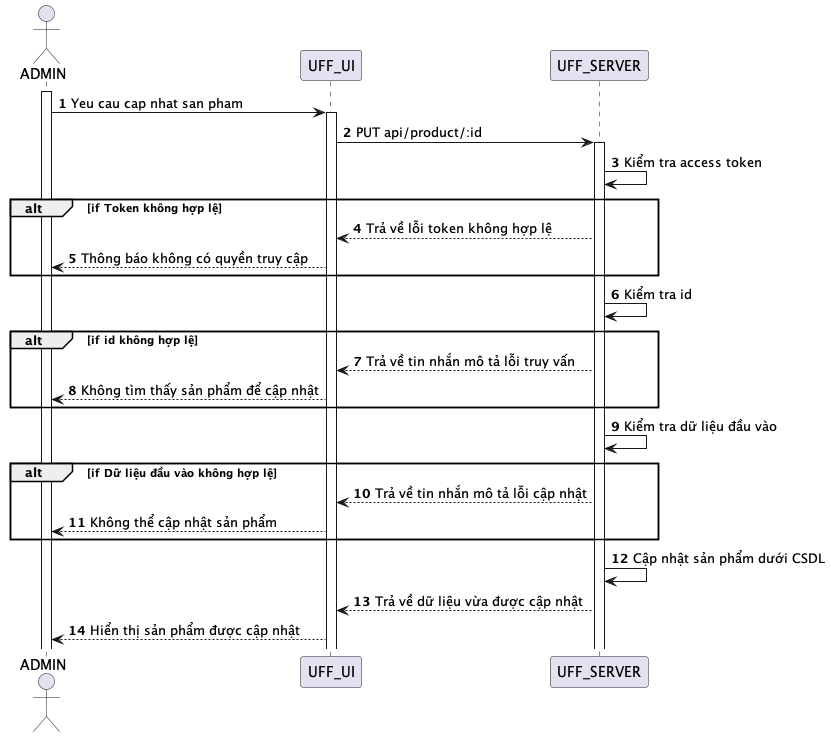 ADMIN
UFF_UI
UFF_SERVER
1 Yeu cau cap nhat san pham
2 PUT api/product/:id
3 Kiểm tra access token
alt [if Token không hợp lệ]
4 Trả về lỗi token không hợp lệ
5 Thông báo không có quyền truy cập
6 Kiểm tra id
alt [if id không hợp lệ]
7 Trả về tin nhắn mô tả lỗi truy vấn
8 Không tìm thấy sản phẩm để cập nhật
9 Kiểm tra dữ liệu đầu vào
alt [if Dữ liệu đầu vào không hợp lệ]
10 Trả về tin nhắn mô tả lỗi cập nhật
11 Không thể cập nhật sản phẩm
12 Cập nhật sản phẩm dưới CSDL
13 Trả về dữ liệu vừa được cập nhật
14 Hiển thị sản phẩm được cập nhật
ADMIN
UFF_UI
UFF_SERVER